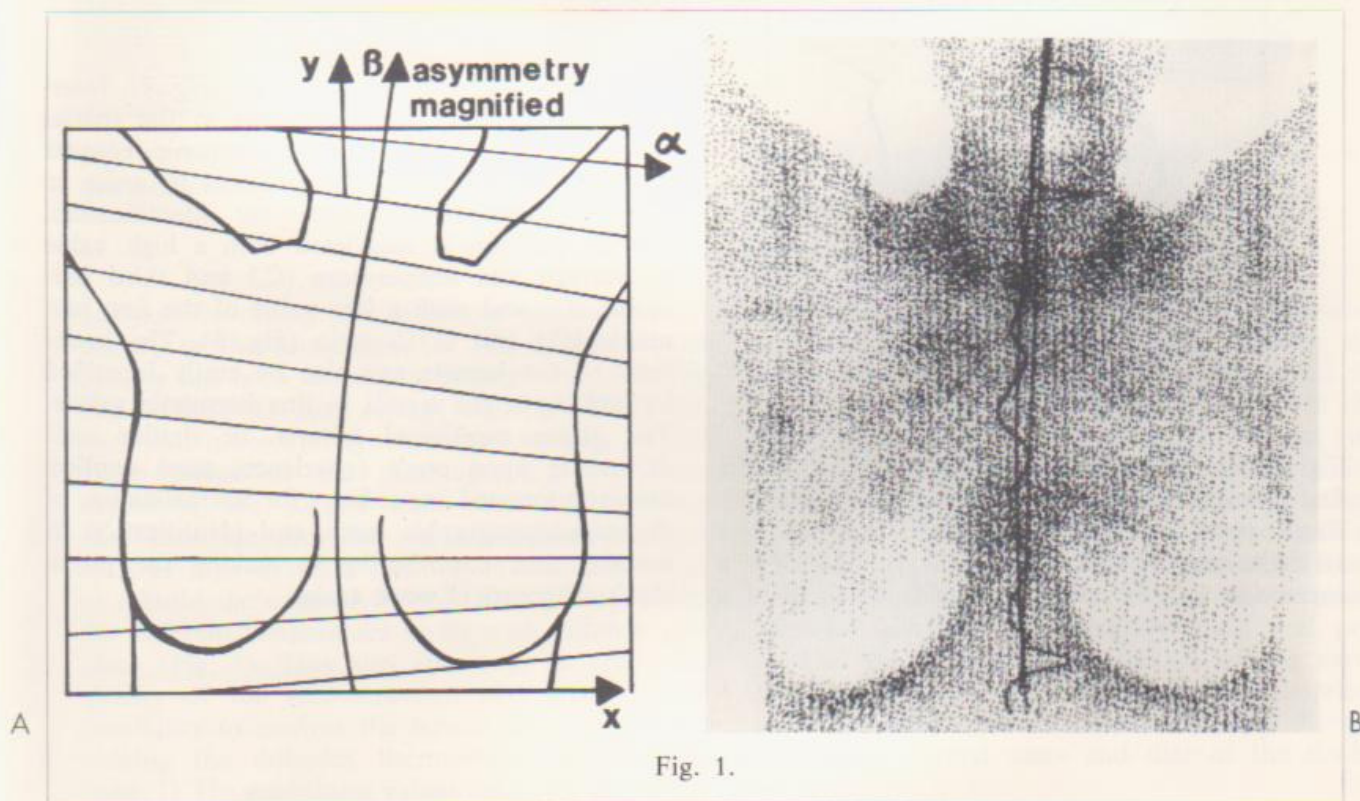 y β asymmetry
magnified
α
x
A
B
Fig. 1.